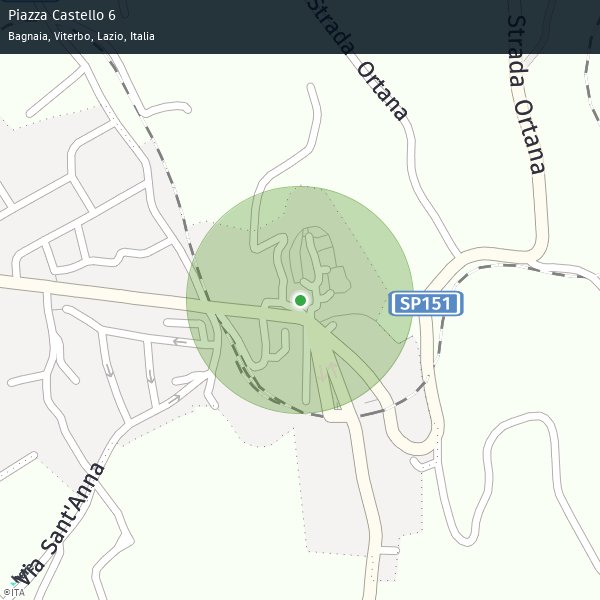 Piazza Castello 6
Bagnaia, Viterbo, Lazio, Italia
Strada Ortana
Strada Ortana
SP151
Via Sant'Anna
©ITA